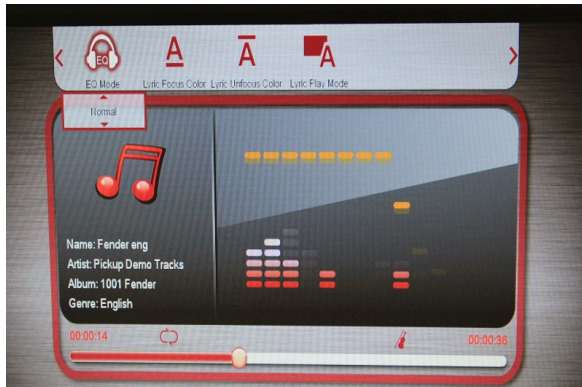 EQ
EQ Mode
Lyric Focus Color
Lyric Unfocus Color
Lyric Play Mode
Normal
Name: Fender eng
Artist: Pickup Demo Tracks
Album: 1001 Fender
Genre: English
00:00:14
00:00:36